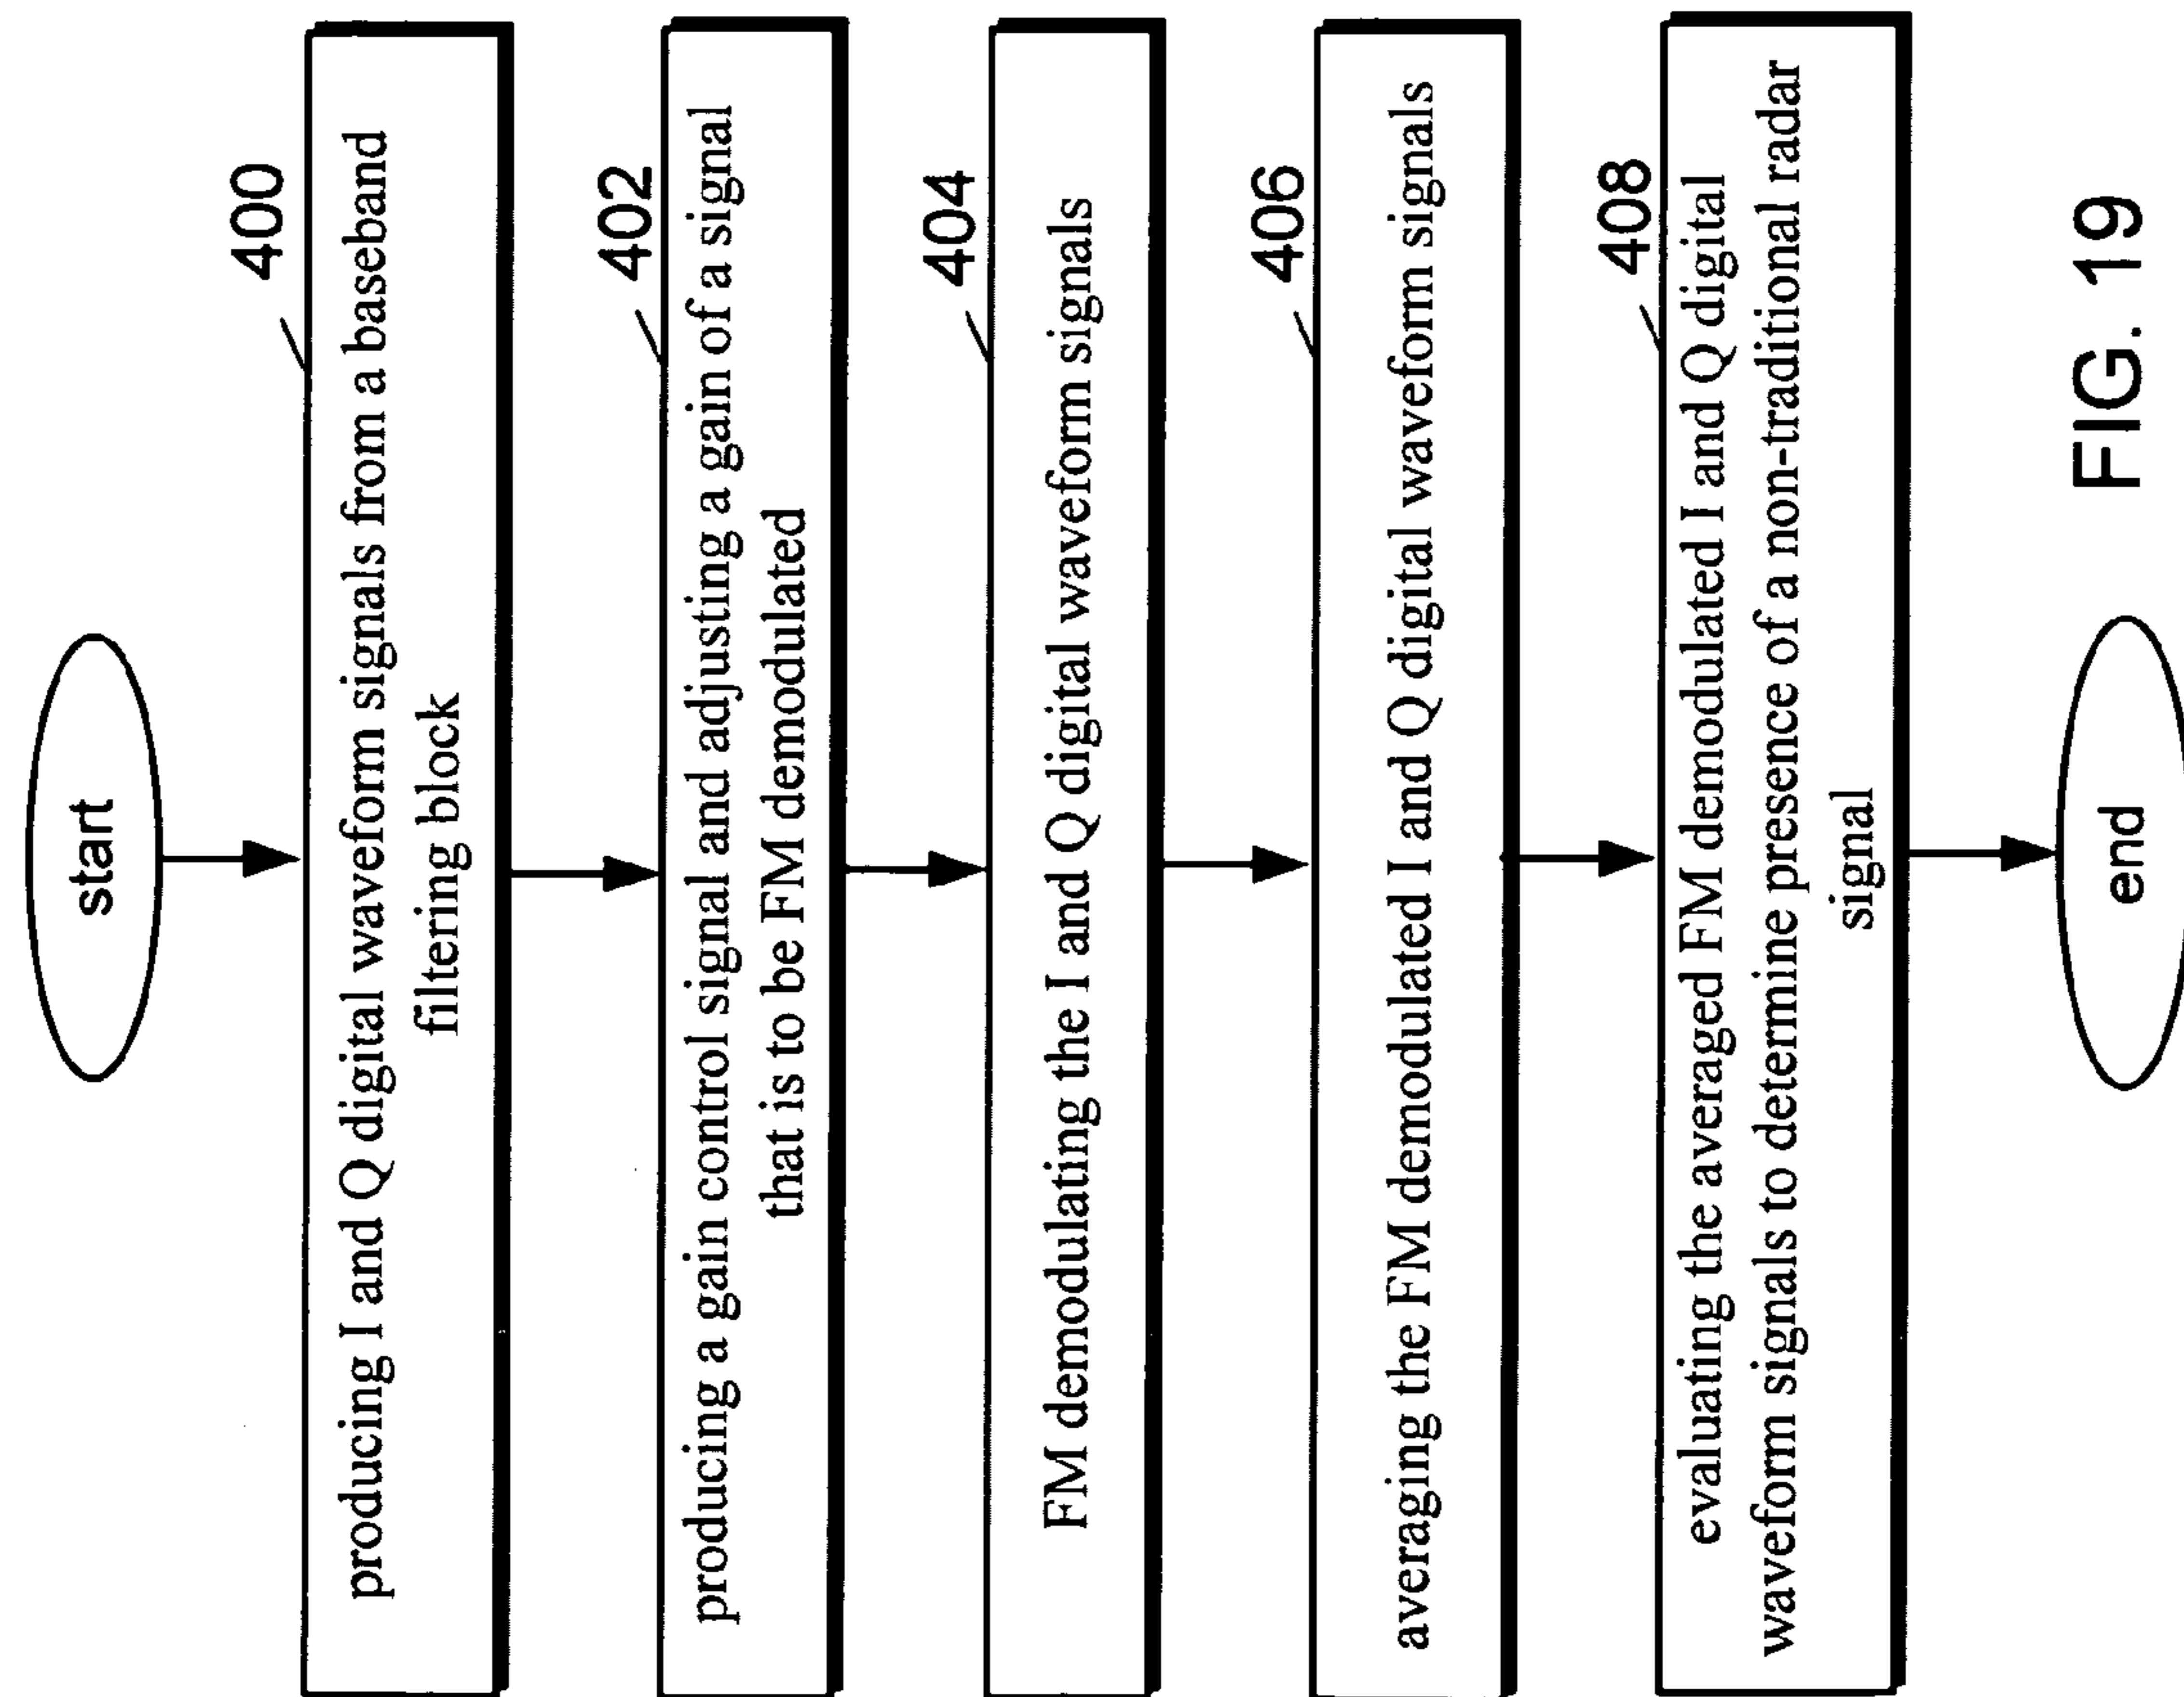 start
400
producing I and Q digital waveform signals from a baseband
filtering block
402
producing a gain control signal and adjusting a gain of a signal
that is to be FM demodulated
404
FM demodulating the I and Q digital waveform signals
406
averaging the FM demodulated I and Q digital waveform signals
408
evaluating the averaged FM demodulated I and Q digital
waveform signals to determine presence of a non-traditional radar
signal
end
FIG. 19